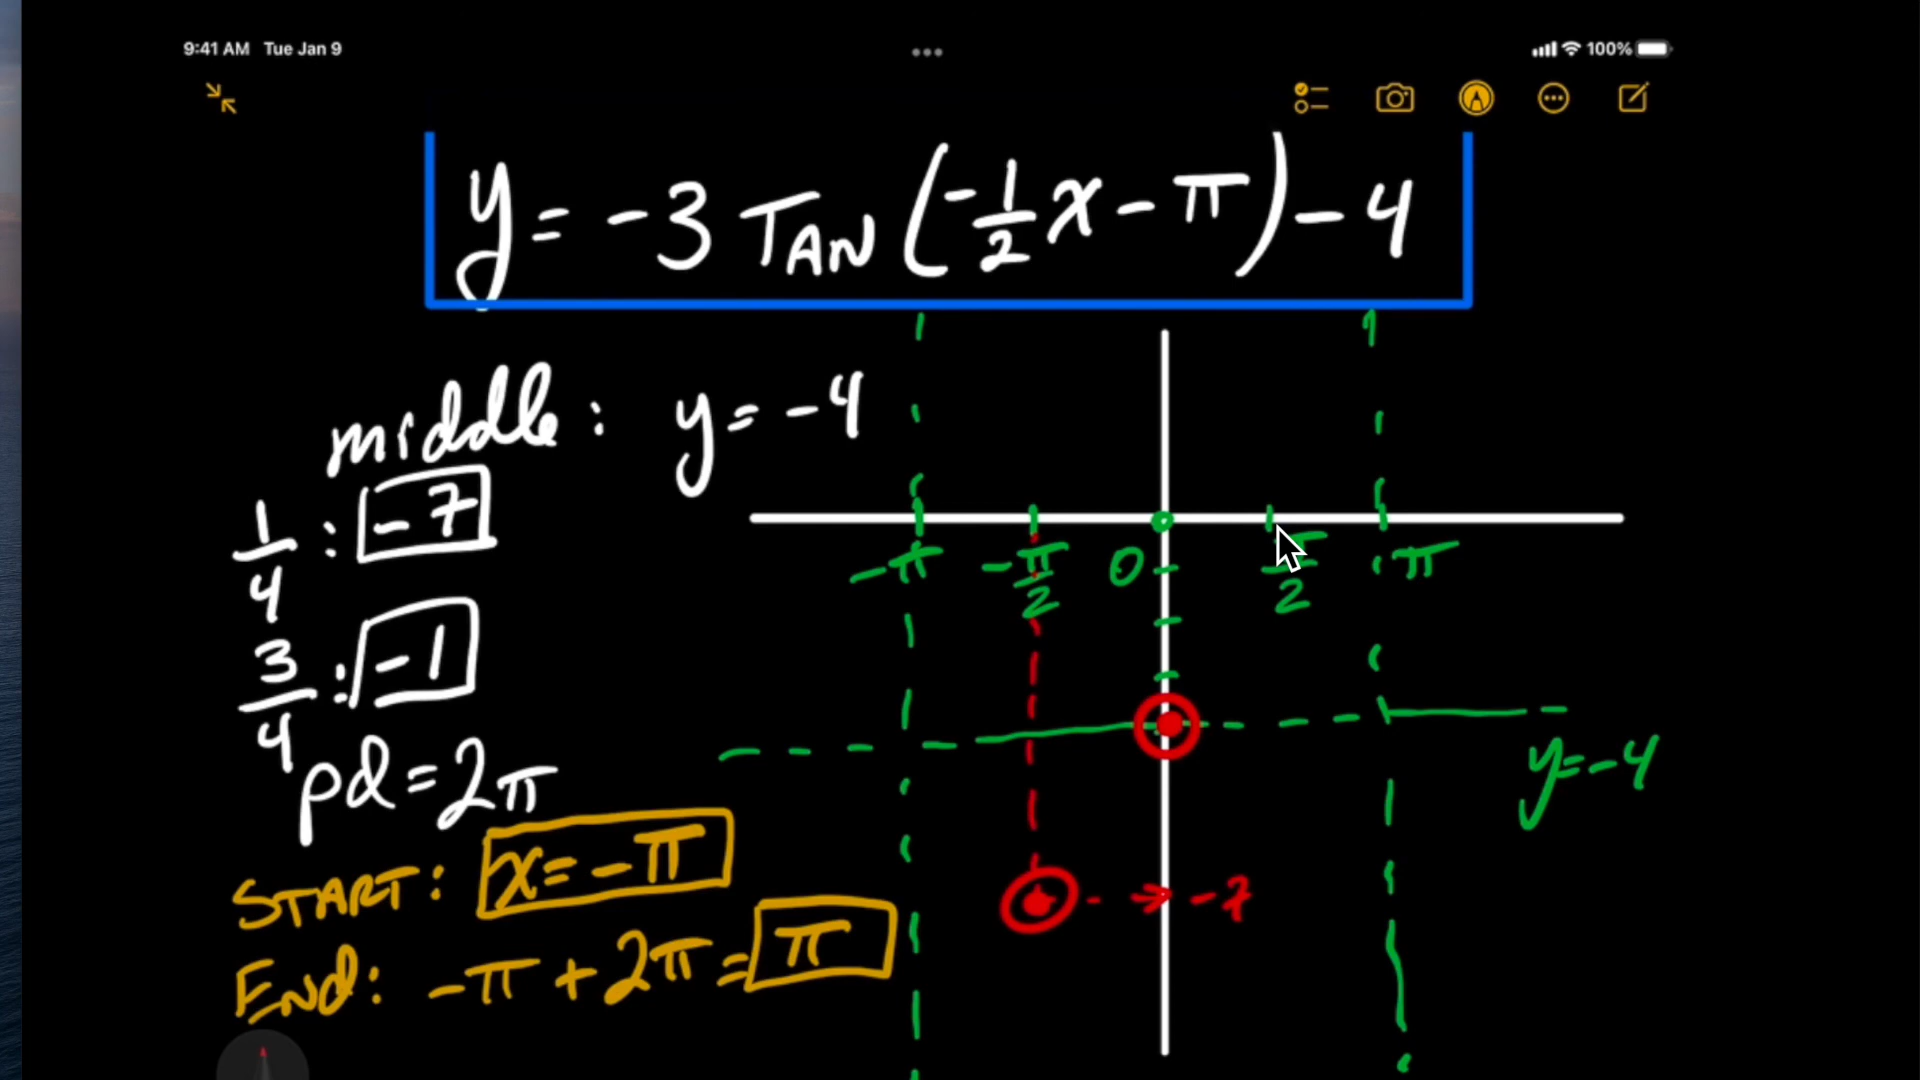 9:41 AM Tue Jan 9
100%
y = -3 TAN (-1/2 x - π) - 4
middle: y = -4
1/4 : -7
3/4 : -1
pd = 2π
START: x = -π
END: -π + 2π = π
-π -π/2 0 π/2 π
y = -4
-7